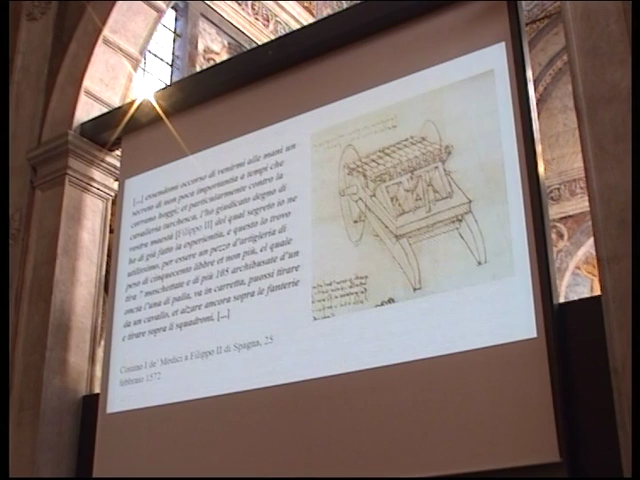 [...] essendomi occorso di venirmi alle mani un
secreto di non poca importanza a tempi che
corrono hoggi, et particularmente contro la
cavalleria turchesca, l'ho giudicato degno di
vostra maestà [Filippo II] del qual segreto io ne
ho di già fatto la esperientia, e questo lo trovo
utilissimo, per essere un pezzo d'artiglieria di
peso di cinquecento libbre et non più, el quale
tira 7 moschettate e di più 105 archibusate d'un
oncia l'una di palla, va in carretta, puossi tirare
da un cavallo, et alzare ancora sopra le fanterie
e tirare sopra li squadroni, [...]
Cosimo I de' Medici a Filippo II di Spagna, 25
febbraio 1572